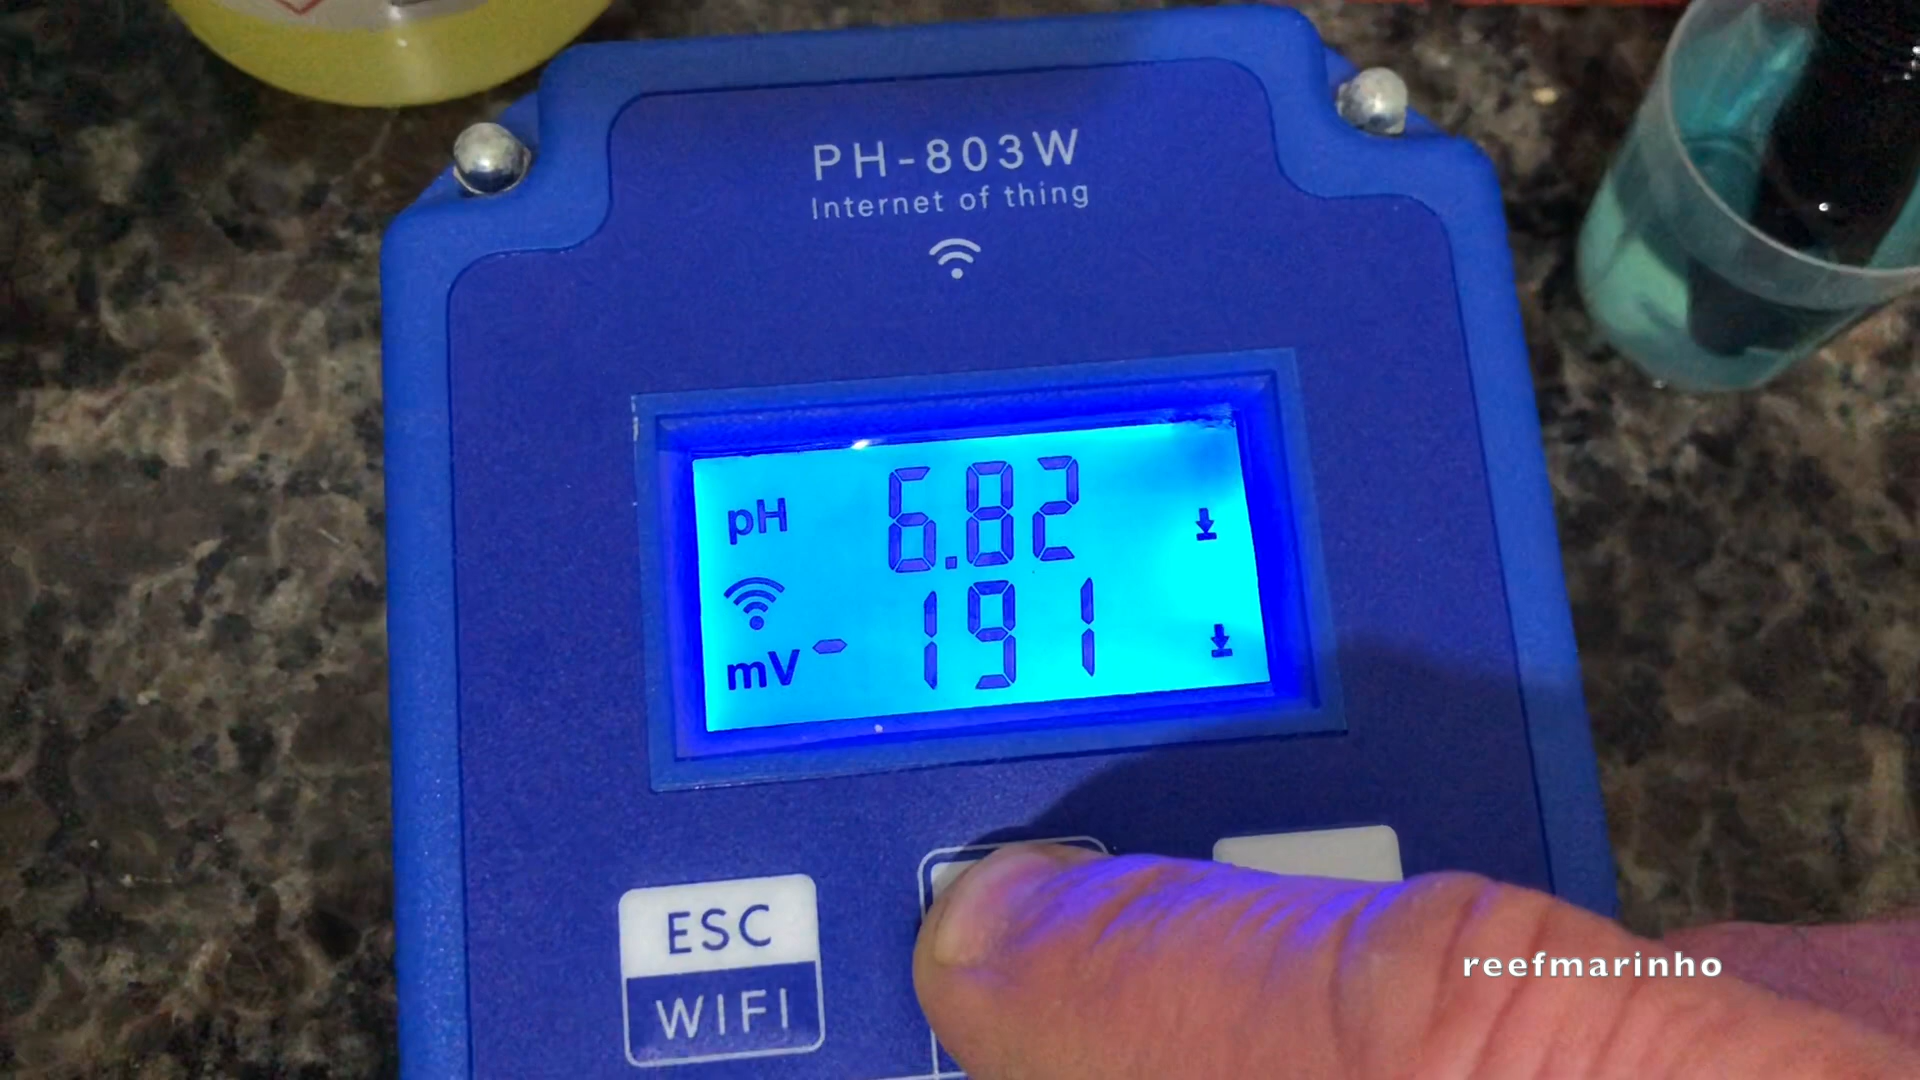 PH-803W
Internet of thing
pH 6.82
mV - 191
ESC
WIFI
reefmarinho